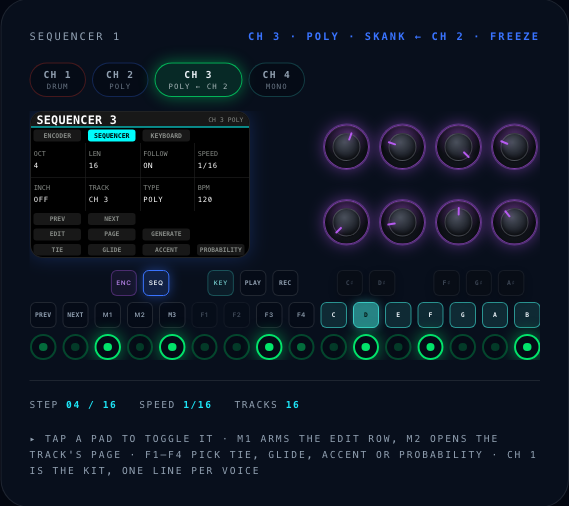 SEQUENCER 1
CH 3 · POLY · SKANK ← CH 2 · FREEZE
CH 1 CH 2 CH 3 CH 4
DRUM POLY POLY ← CH 2 MONO
SEQUENCER 3 CH 3 POLY
ENCODER SEQUENCER KEYBOARD
OCT LEN FOLLOW SPEED
4 16 ON 1/16
INCH TRACK TYPE BPM
OFF CH 3 POLY 120
PREV NEXT
EDIT PAGE GENERATE
TIE GLIDE ACCENT PROBABILITY
ENC SEQ KEY PLAY REC C♯ D♯ F♯ G♯ A♯
PREV NEXT M1 M2 M3 F1 F2 F3 F4 C D E F G A B
STEP 04 / 16 SPEED 1/16 TRACKS 16
▸ TAP A PAD TO TOGGLE IT · M1 ARMS THE EDIT ROW, M2 OPENS THE
TRACK'S PAGE · F1–F4 PICK TIE, GLIDE, ACCENT OR PROBABILITY · CH 1
IS THE KIT, ONE LINE PER VOICE